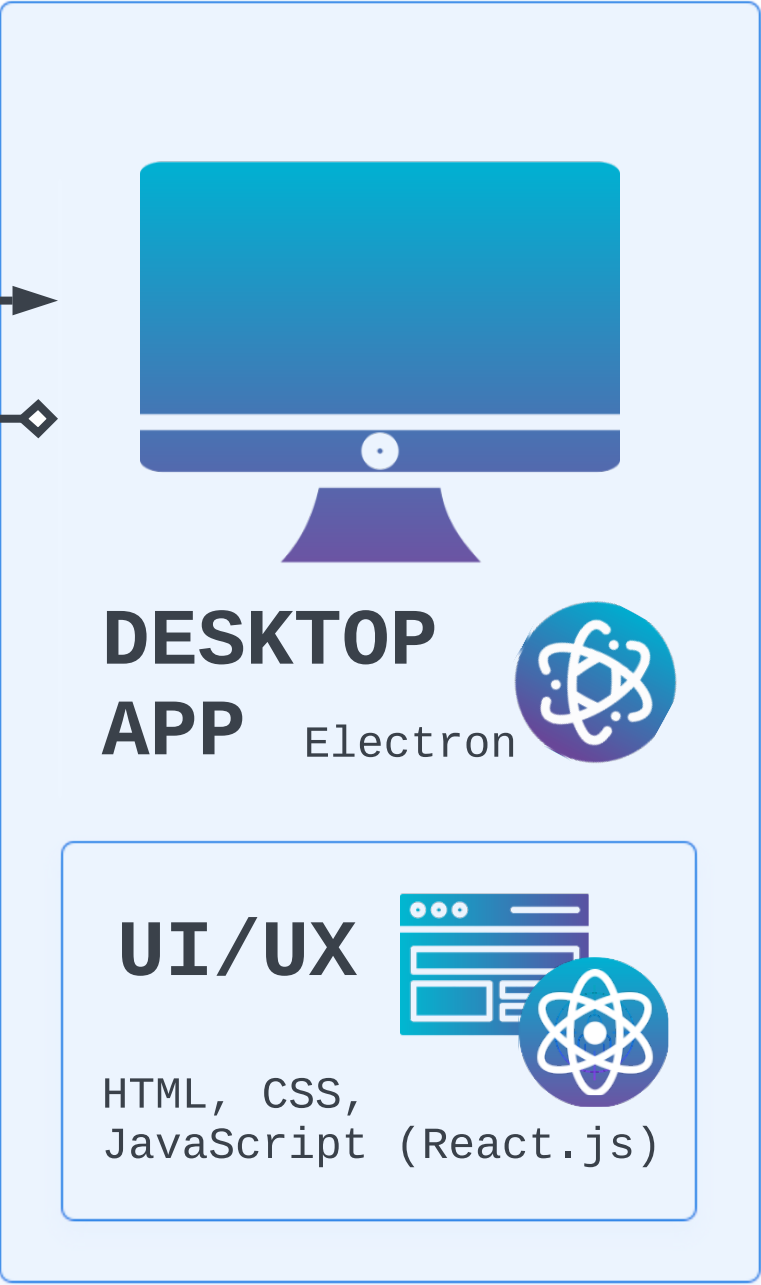 DESKTOP
APP Electron
UI/UX
HTML, CSS,
JavaScript (React.js)